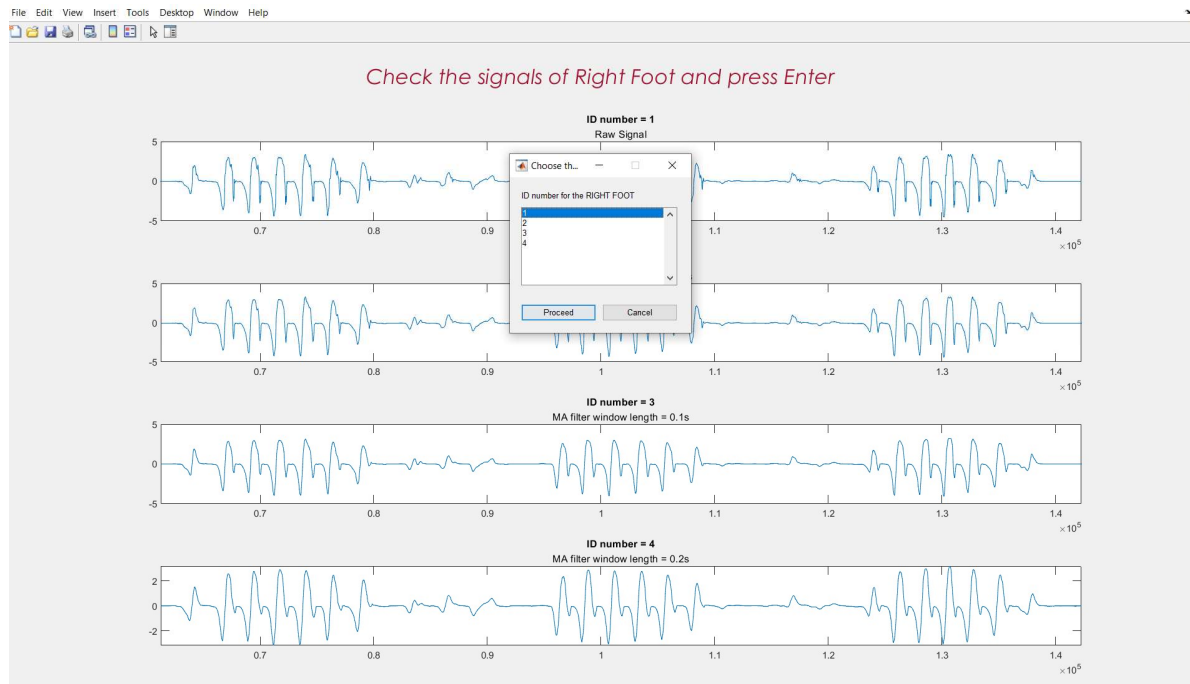 File Edit View Insert Tools Desktop Window Help
Check the signals of Right Foot and press Enter
ID number = 1
Raw Signal
5
0
-5
0.7 0.8 0.9 1.1 1.2 1.3 1.4
×10^5
Choose th...
ID number for the RIGHT FOOT
1
2
3
4
Proceed Cancel
5
0
-5
0.7 0.8 0.9 1 1.1 1.2 1.3 1.4
×10^5
ID number = 3
MA filter window length = 0.1s
5
0
-5
0.7 0.8 0.9 1 1.1 1.2 1.3 1.4
×10^5
ID number = 4
MA filter window length = 0.2s
2
0
-2
0.7 0.8 0.9 1 1.1 1.2 1.3 1.4
×10^5